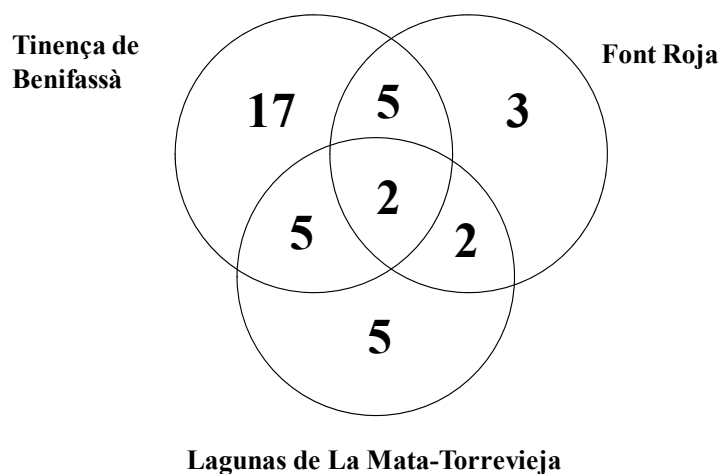 Tinença de
Benifassà
Font Roja
17
5
3
2
5
2
5
Lagunas de La Mata-Torrevieja